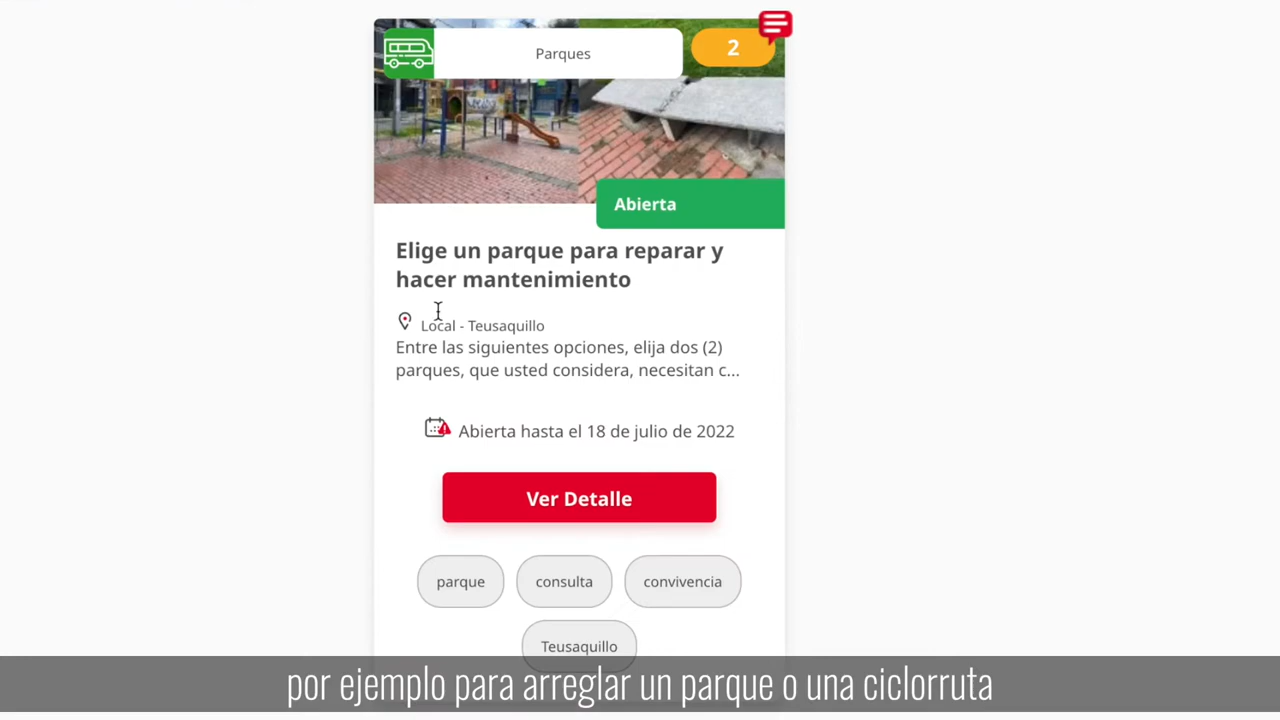 Parques
2
Abierta
Elige un parque para reparar y
hacer mantenimiento
Local - Teusaquillo
Entre las siguientes opciones, elija dos (2)
parques, que usted considera, necesitan c...
Abierta hasta el 18 de julio de 2022
Ver Detalle
parque
consulta
convivencia
Teusaquillo
por ejemplo para arreglar un parque o una ciclorruta